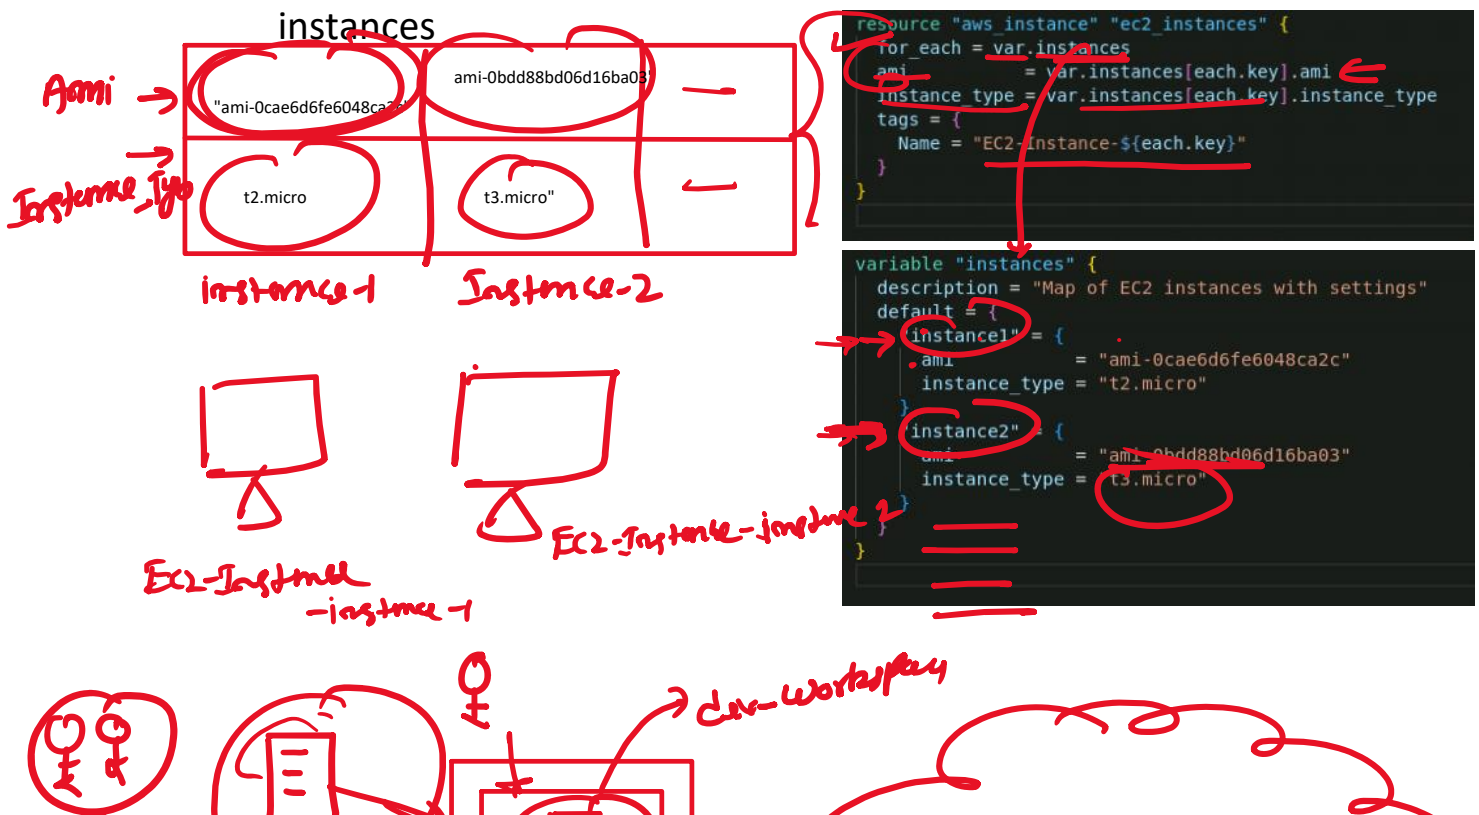 instances
Ami
"ami-0cae6d6fe6048ca2c"
ami-0bdd88bd06d16ba03"
t2.micro
t3.micro"
instance-1
Instance-2
EC2-Instance
-instance-1
EC2-Instance-instance 2
resource "aws_instance" "ec2_instances" {
for_each = var.instances
ami = var.instances[each.key].ami
instance_type = var.instances[each.key].instance_type
tags = {
Name = "EC2-Instance-${each.key}"
}
}
variable "instances" {
description = "Map of EC2 instances with settings"
default = {
"instance1" = {
ami = "ami-0cae6d6fe6048ca2c"
instance_type = "t2.micro"
}
"instance2" = {
ami = "ami-0bdd88bd06d16ba03"
instance_type = "t3.micro"
}
}
}